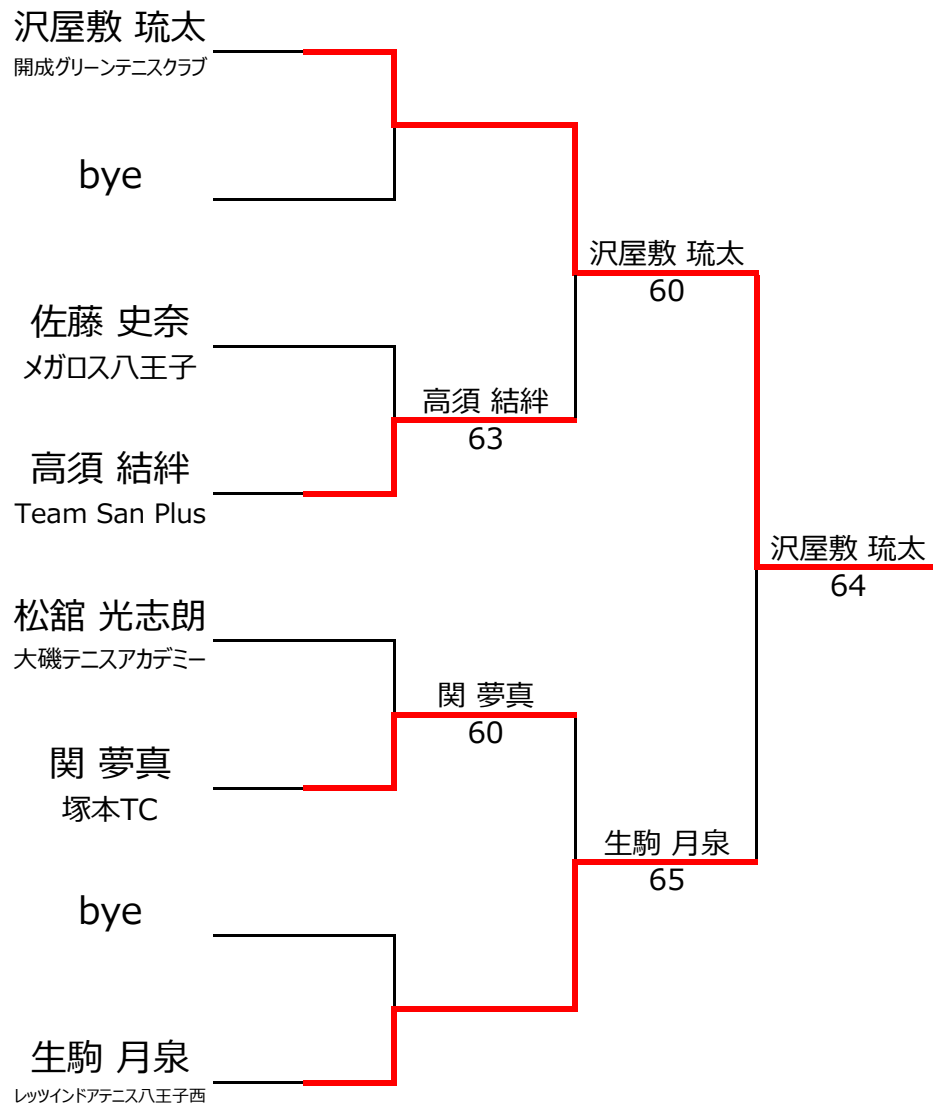 沢屋敷 琉太
開成グリーンテニスクラブ
bye
佐藤 史奈
メガロス八王子
高須 結絆
Team San Plus
松舘 光志朗
大磯テニスアカデミー
関 夢真
塚本TC
bye
生駒 月泉
レッツインドアテニス八王子西
高須 結絆
63
関 夢真
60
沢屋敷 琉太
60
生駒 月泉
65
沢屋敷 琉太
64